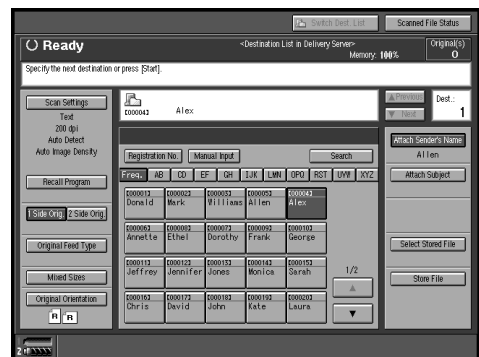 Switch Dest. List
Scanned File Status
Ready
<Destination List in Delivery Server>
Memory: 100%
Original(s)
0
Specify the next destination or press [Start].
Scan Settings
Text
200 dpi
Auto Detect
Auto Image Density
Recall Program
1 Side Orig. 2 Side Orig.
Original Feed Type
Mixed Sizes
Original Orientation
R R
[00004] Alex
▲Previous
▼ Next
Dest.:
1
Registration No. Manual Input Search
Freq. AB CD EF GH IJK LMN OPQ RST UVW XYZ
[00001] [00002] [00003] [00005] [00004]
Donald Mark Williams Allen Alex
[00006] [00008] [00007] [00009] [00010]
Annette Ethel Dorothy Frank George
[00011] [00012] [00013] [00014] [00015]
Jeffrey Jennifer Jones Monica Sarah
[00016] [00017] [00018] [00019] [00020]
Chris David John Kate Laura
1/2
▲
▼
Attach Sender's Name
Allen
Attach Subject
Select Stored File
Store File
2